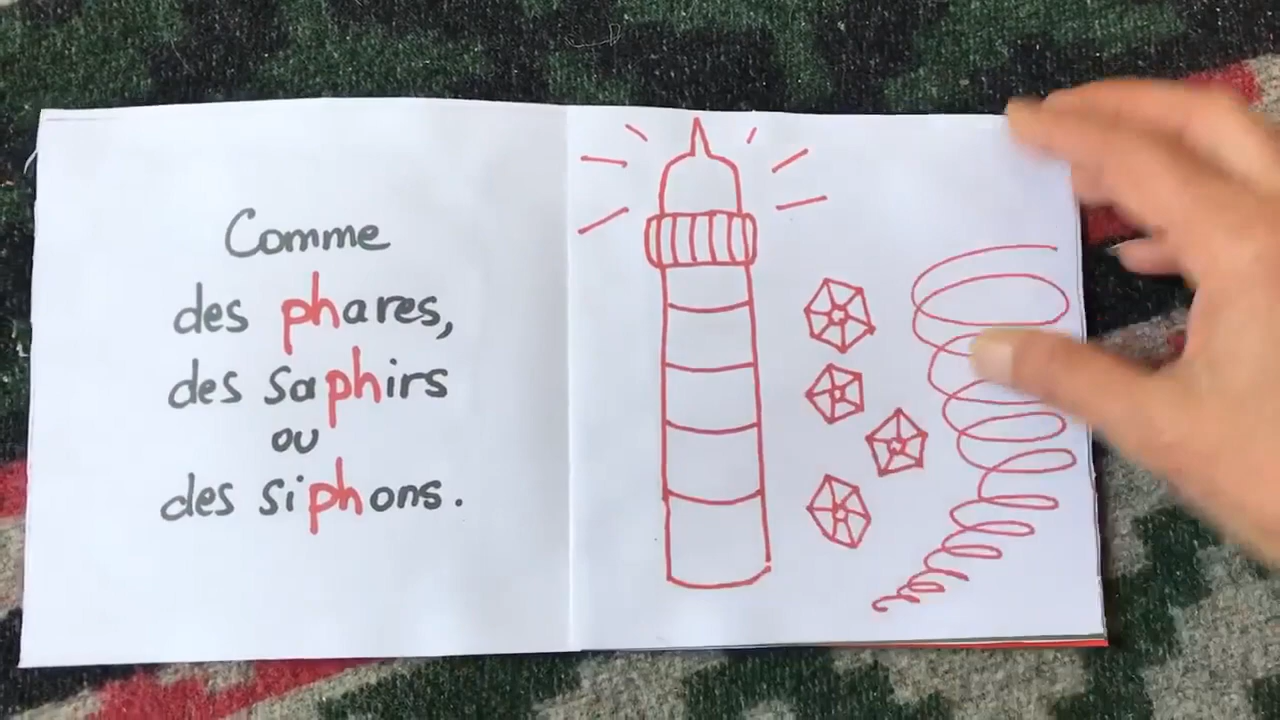 Comme
des phares,
des saphirs
ou
des siphons.